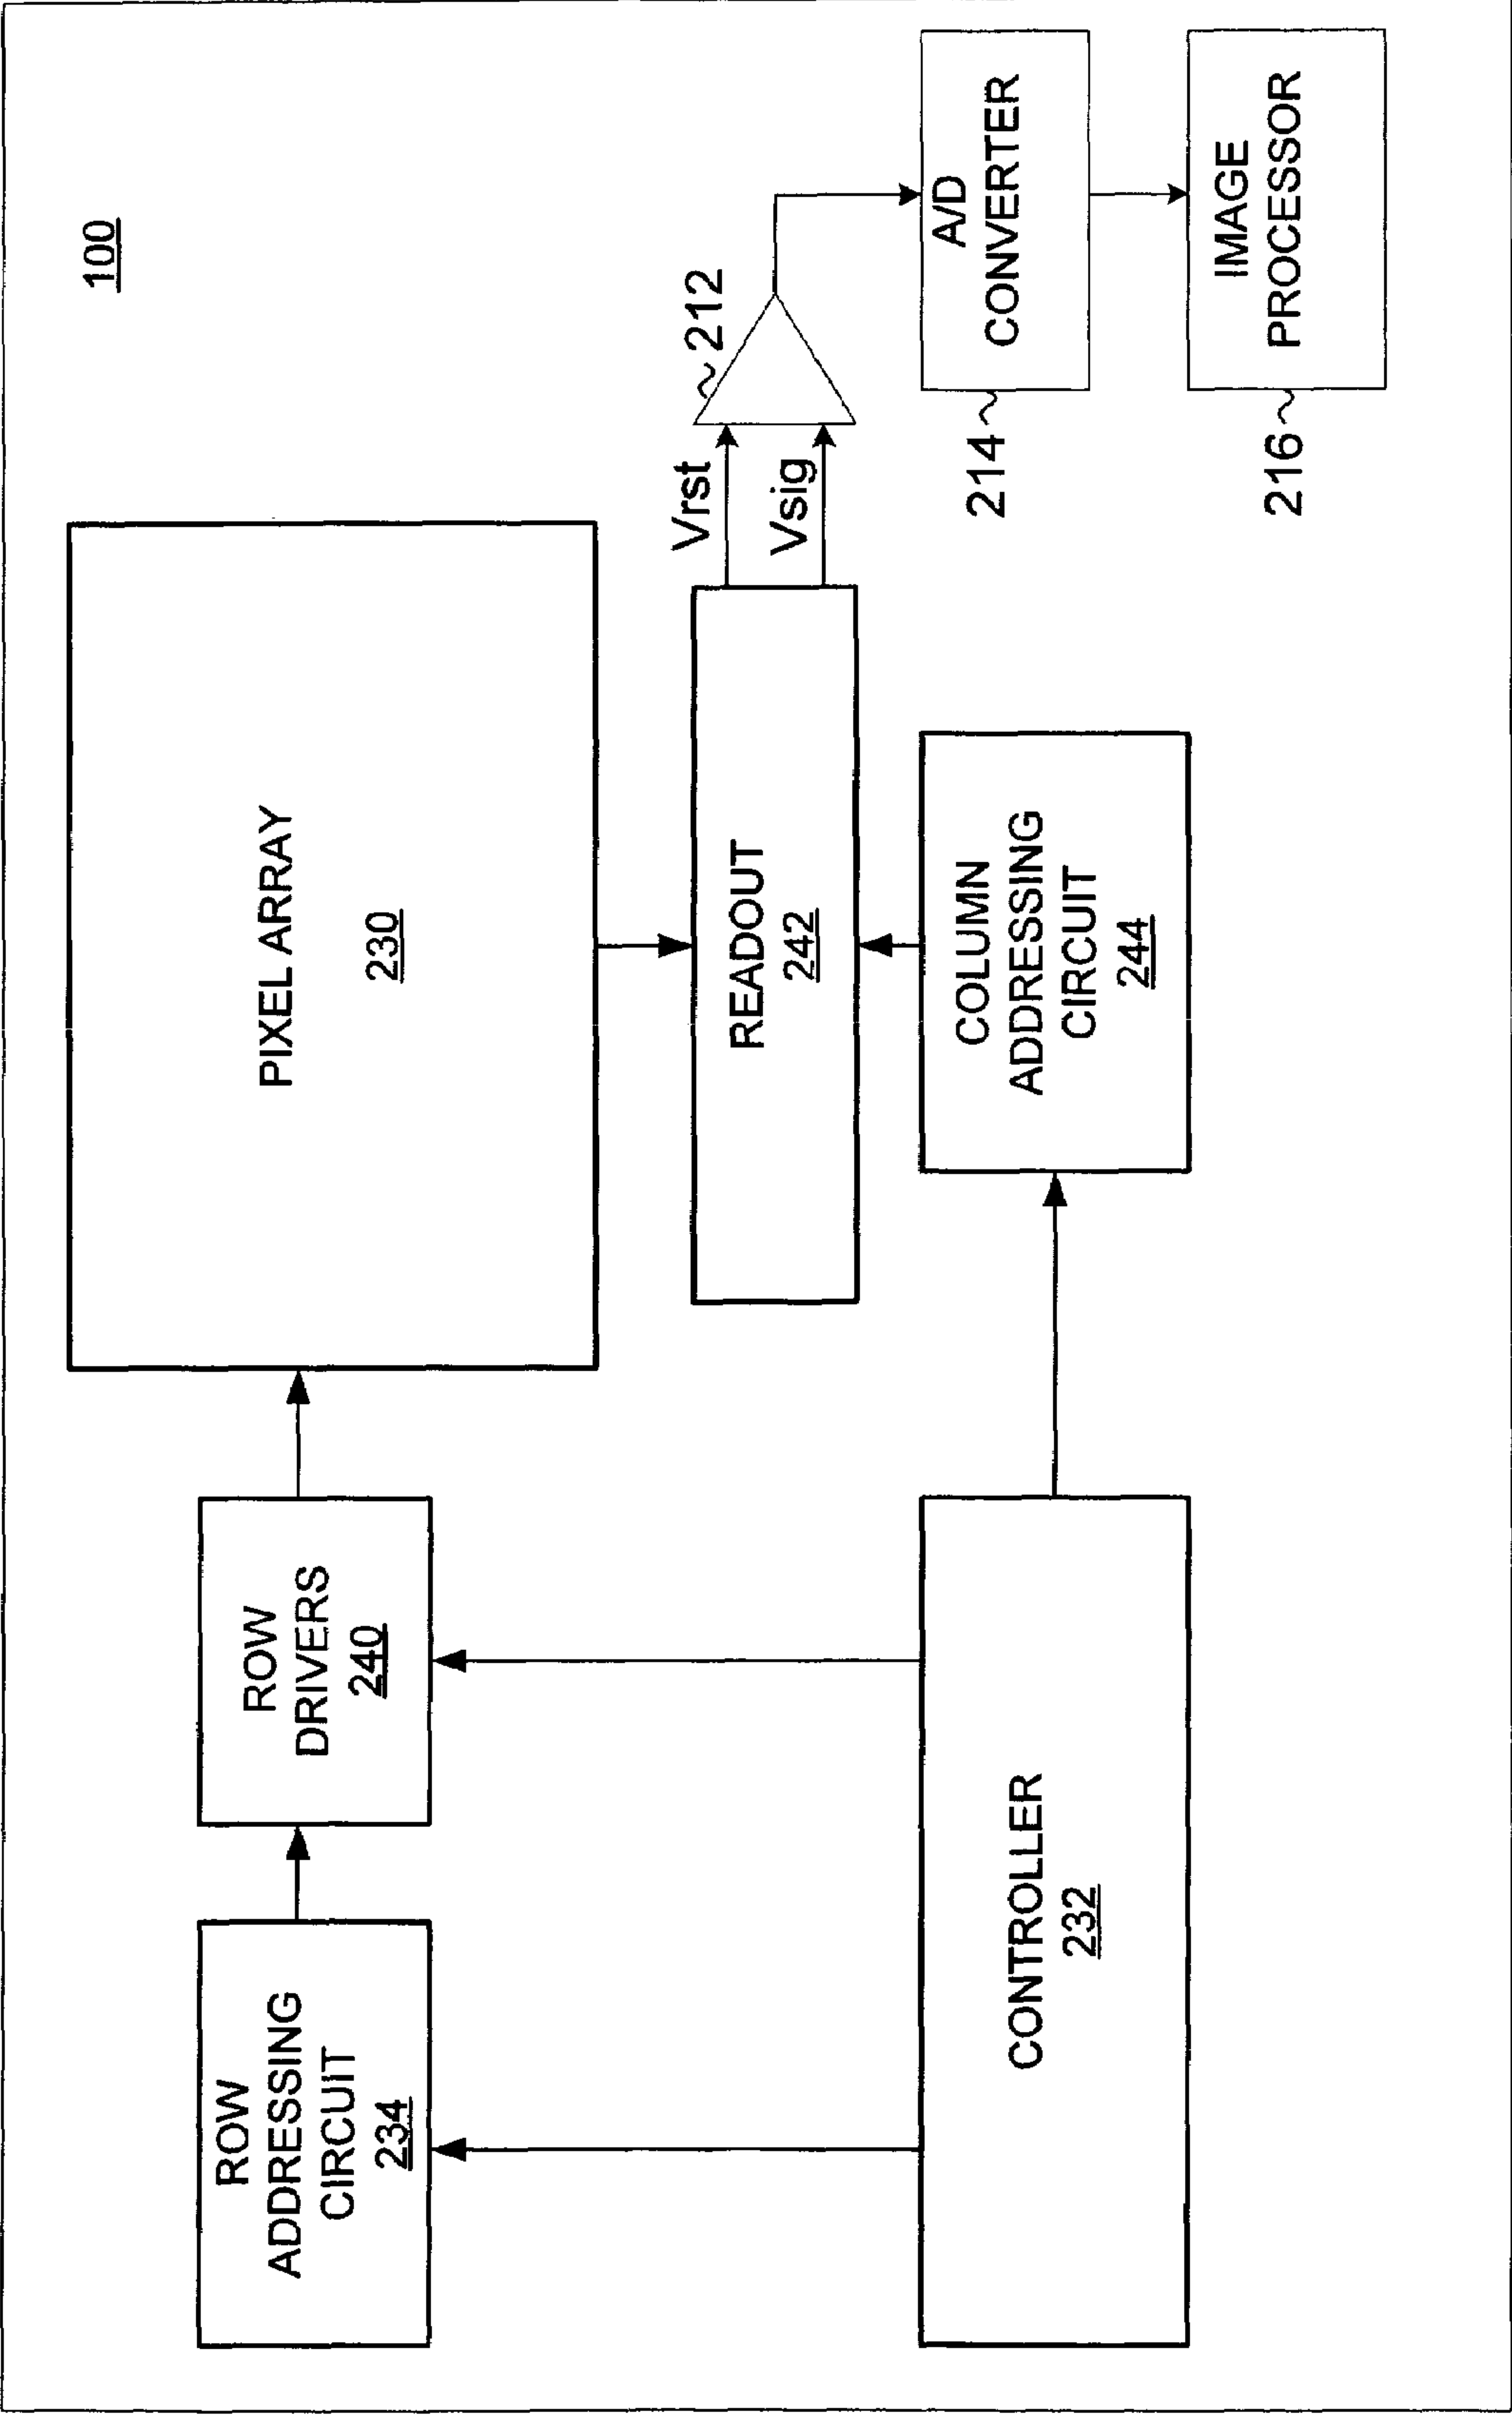 100
PIXEL ARRAY
230
ROW
ADDRESSING
CIRCUIT
234
ROW
DRIVERS
240
READOUT
242
Vrst
Vsig
212
CONTROLLER
232
COLUMN
ADDRESSING
CIRCUIT
244
A/D
CONVERTER
214
IMAGE
PROCESSOR
216